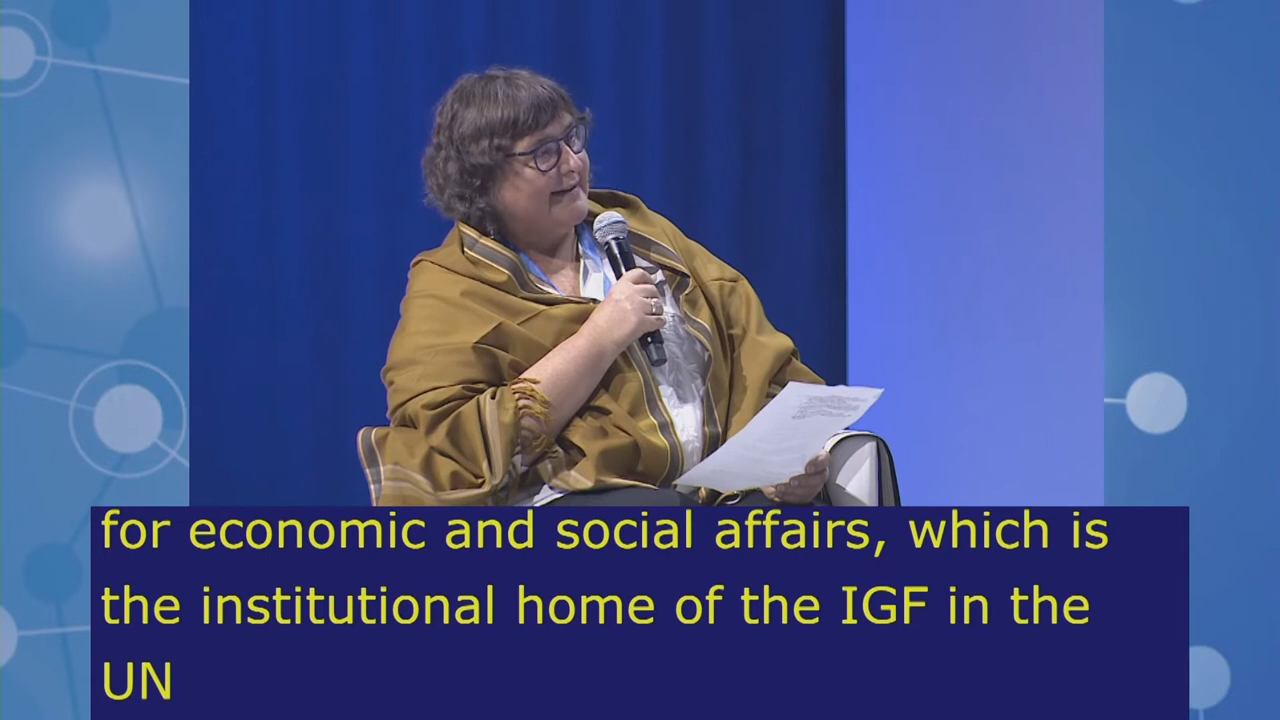 for economic and social affairs, which is
the institutional home of the IGF in the
UN